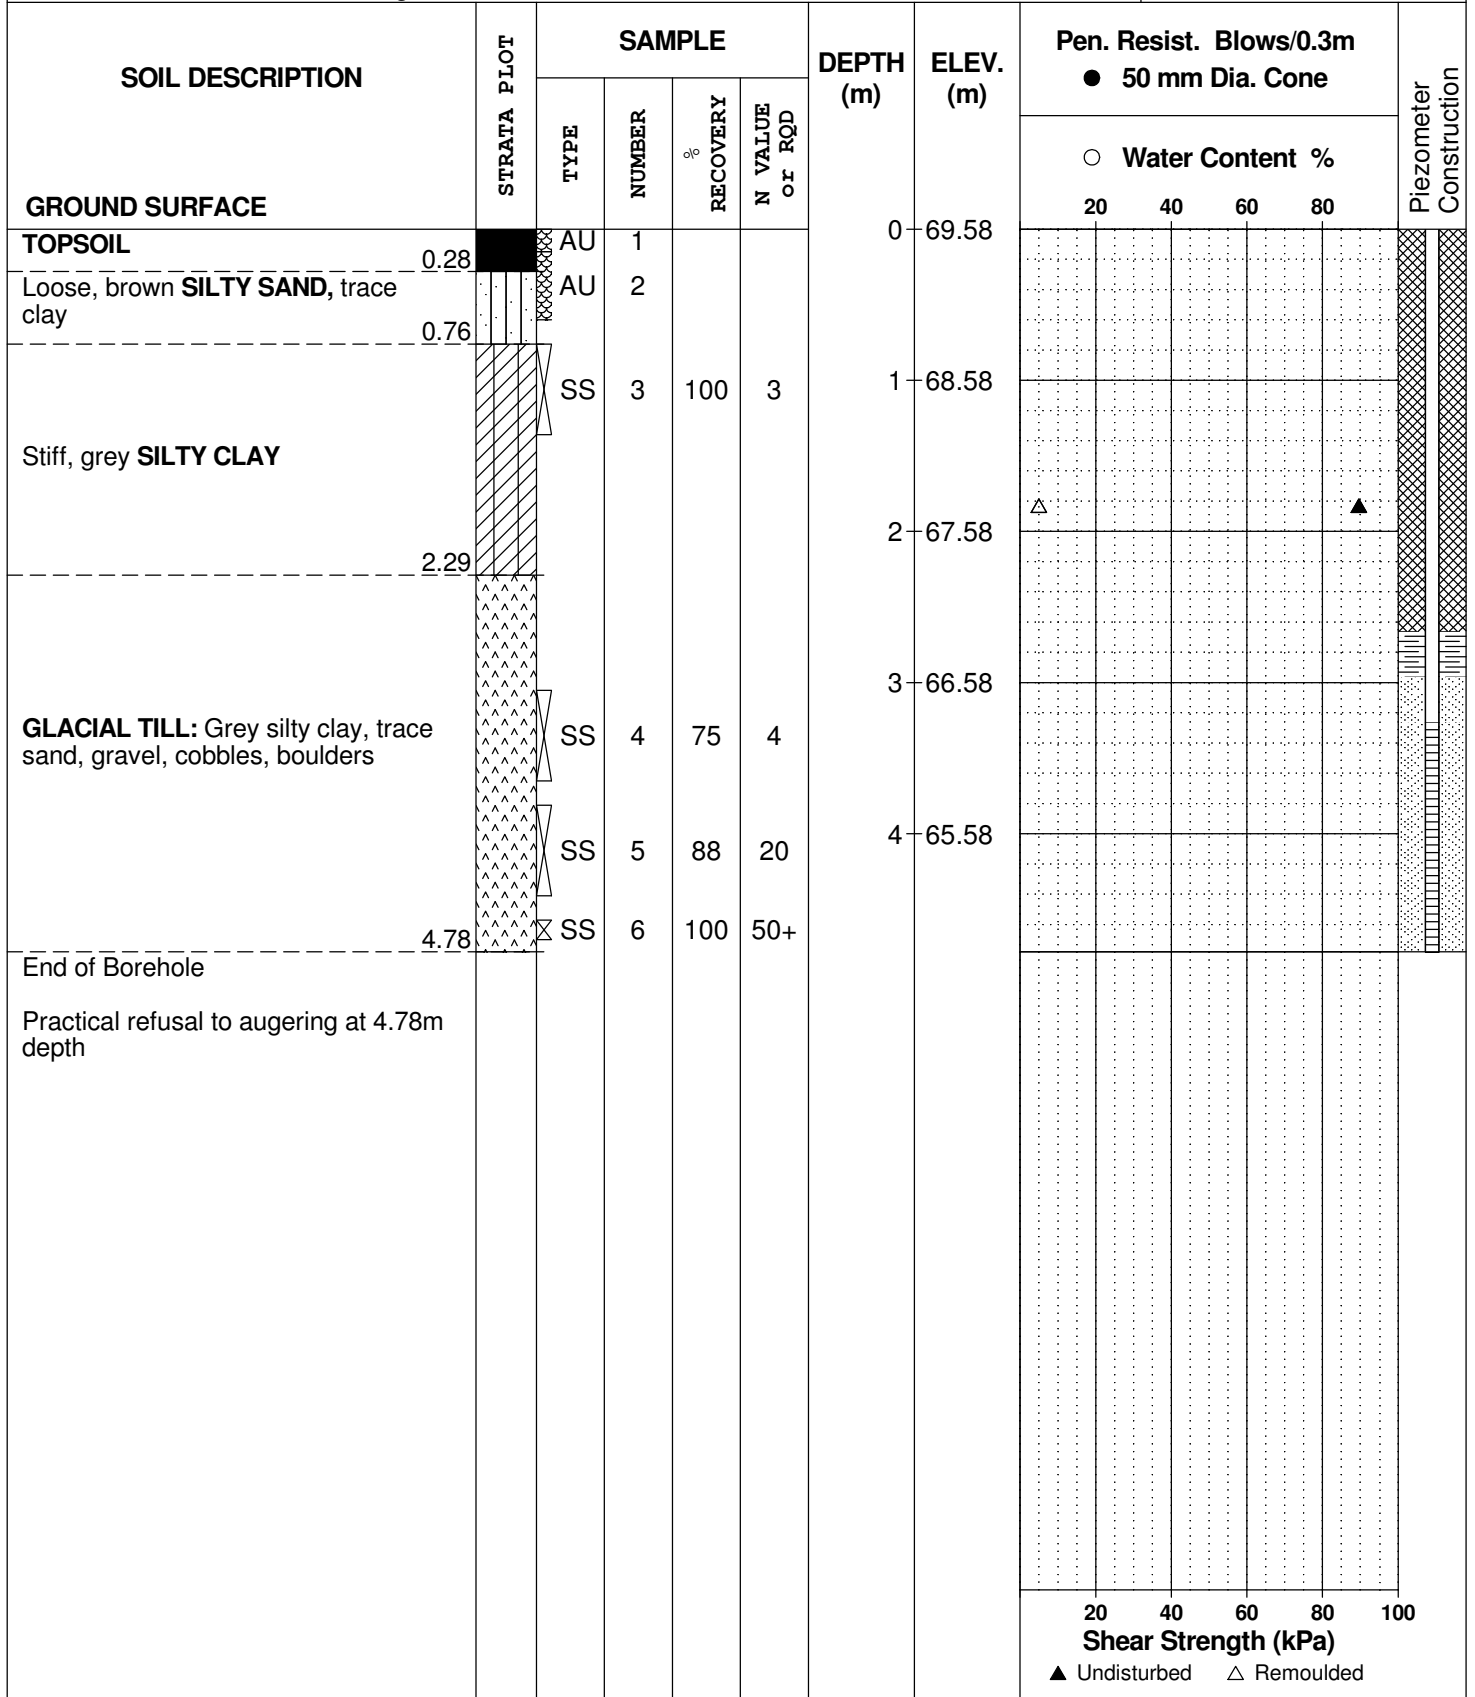 SOIL DESCRIPTION
GROUND SURFACE
STRATA PLOT
SAMPLE
TYPE
NUMBER
%
RECOVERY
N VALUE
or RQD
DEPTH
(m)
ELEV.
(m)
Pen. Resist. Blows/0.3m
● 50 mm Dia. Cone
○ Water Content %
20 40 60 80
Piezometer
Construction
TOPSOIL
0.28
AU 1
0 69.58
Loose, brown SILTY SAND, trace
clay
0.76
AU 2
Stiff, grey SILTY CLAY
2.29
SS 3 100 3
1 68.58
2 67.58
GLACIAL TILL: Grey silty clay, trace
sand, gravel, cobbles, boulders
4.78
3 66.58
SS 4 75 4
SS 5 88 20
4 65.58
SS 6 100 50+
End of Borehole
Practical refusal to augering at 4.78m
depth
20 40 60 80 100
Shear Strength (kPa)
▲ Undisturbed △ Remoulded